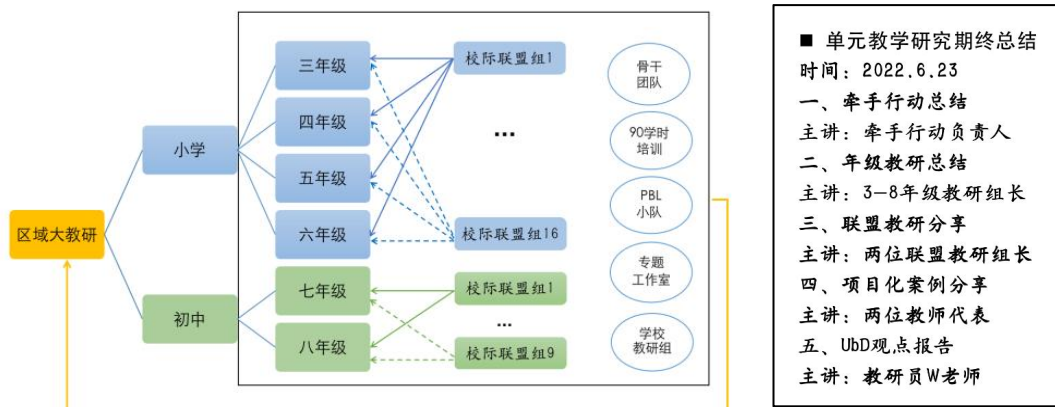 区域大教研
小学
初中
三年级
四年级
五年级
六年级
七年级
八年级
校际联盟组1
...
校际联盟组16
校际联盟组1
...
校际联盟组9
骨干
团队
90学时
培训
PBL
小队
专题
工作室
学校
教研组
■ 单元教学研究期终总结
时间：2022.6.23
一、牵手行动总结
主讲：牵手行动负责人
二、年级教研总结
主讲：3-8年级教研组长
三、联盟教研分享
主讲：两位联盟教研组长
四、项目化案例分享
主讲：两位教师代表
五、UbD观点报告
主讲：教研员W老师